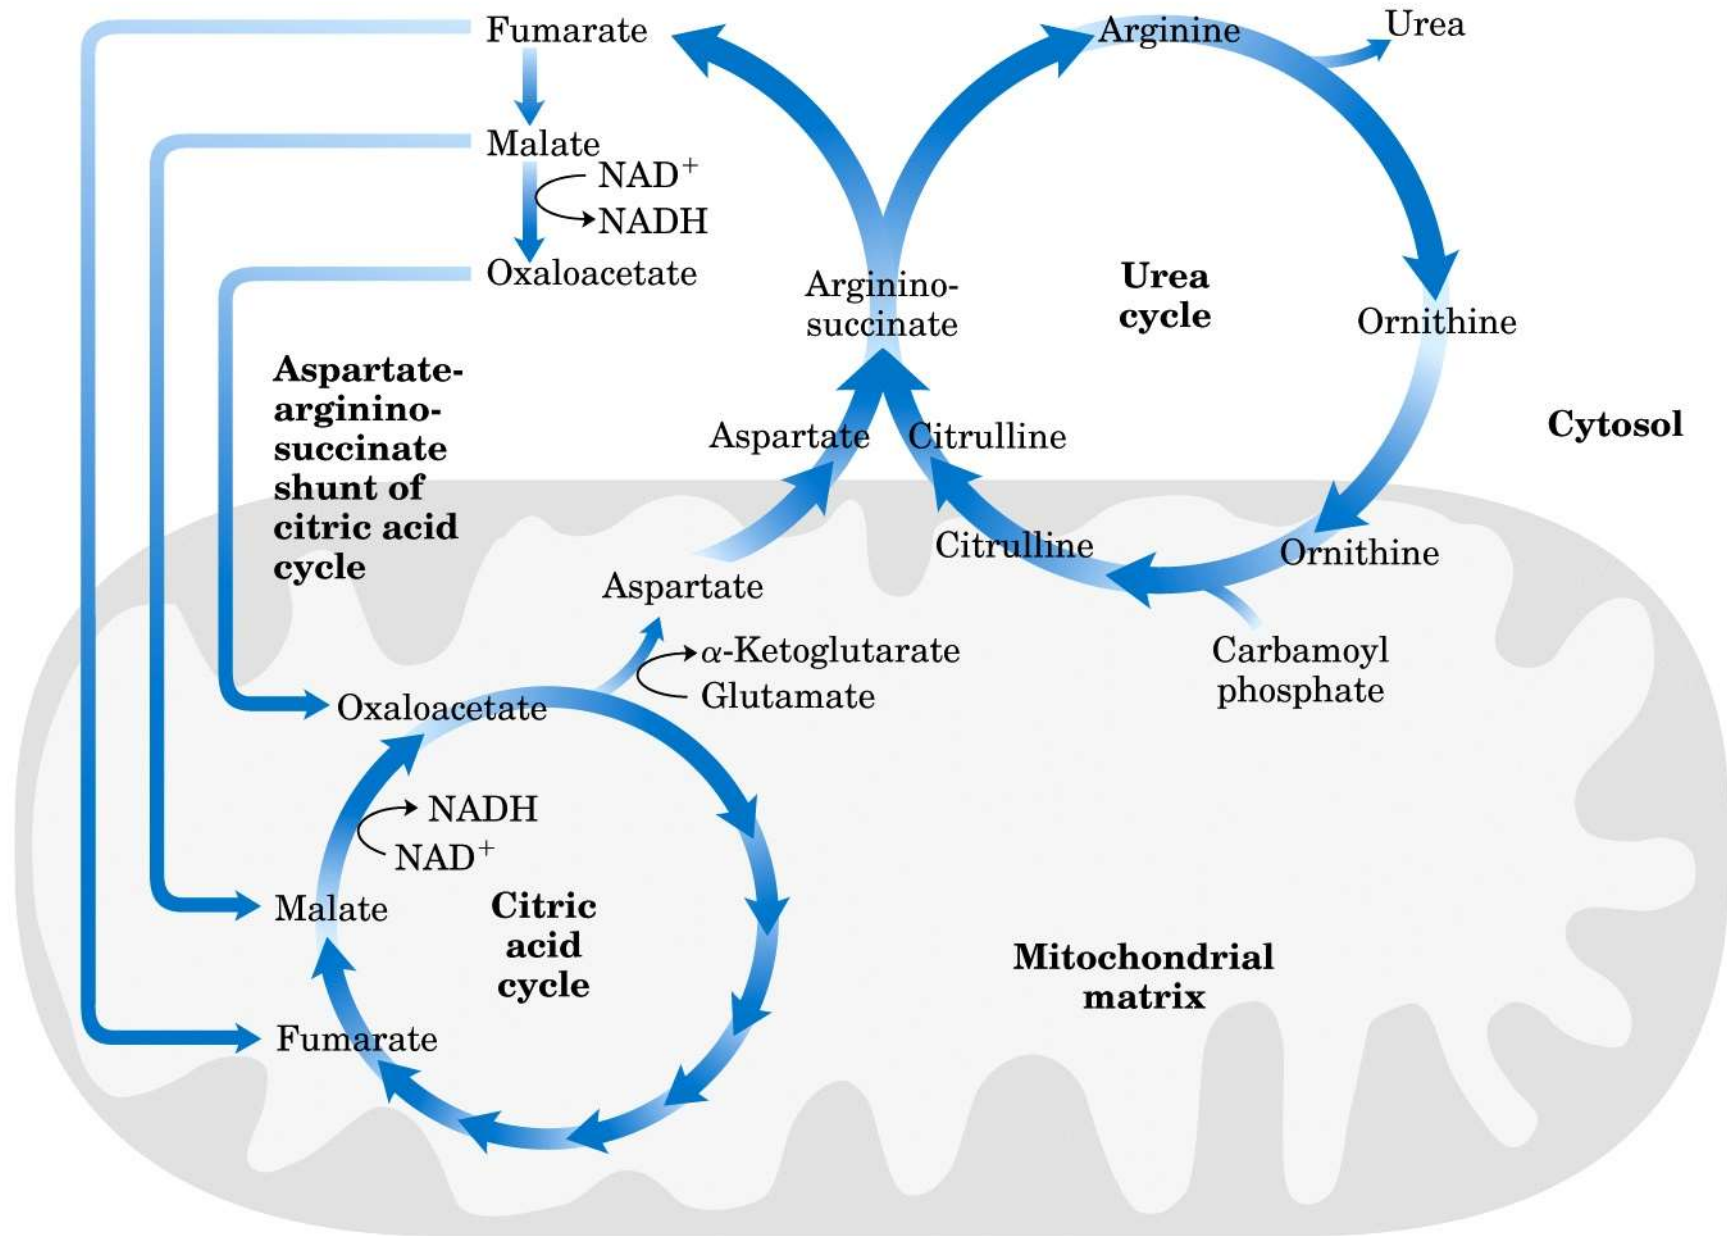 Fumarate
Arginine
Urea
Malate
NAD⁺
NADH
Oxaloacetate
Arginino-
succinate
Urea
cycle
Ornithine
Aspartate-
arginino-
succinate
shunt of
citric acid
cycle
Aspartate
Citrulline
Cytosol
Citrulline
Ornithine
Aspartate
α-Ketoglutarate
Glutamate
Carbamoyl
phosphate
Oxaloacetate
NADH
NAD⁺
Malate
Citric
acid
cycle
Mitochondrial
matrix
Fumarate